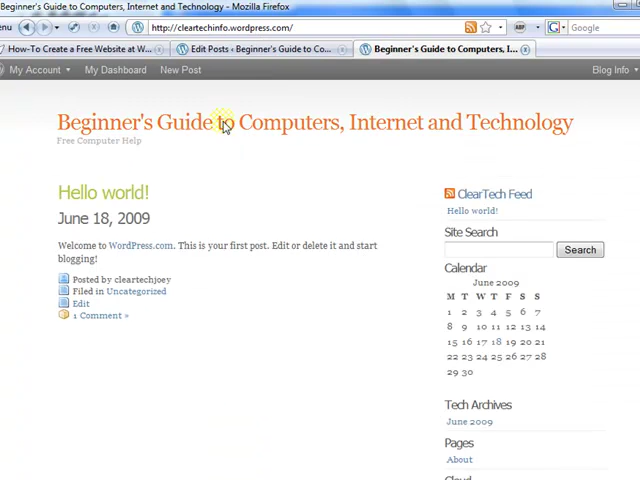 Beginner's Guide to Computers, Internet and Technology - Mozilla Firefox
enu
http://cleartechinfo.wordpress.com/
ABP
Google
How-To Create a Free Website at W...
Edit Posts ‹ Beginner's Guide to Co...
Beginner's Guide to Computers, I...
My Account
My Dashboard
New Post
Blog Info
Beginner's Guide to Computers, Internet and Technology
Free Computer Help
Hello world!
June 18, 2009
Welcome to WordPress.com. This is your first post. Edit or delete it and start
blogging!
Posted by cleartechjoey
Filed in Uncategorized
Edit
1 Comment »
ClearTech Feed
Hello world!
Site Search
Search
Calendar
June 2009
M T W T F S S
1 2 3 4 5 6 7
8 9 10 11 12 13 14
15 16 17 18 19 20 21
22 23 24 25 26 27 28
29 30
Tech Archives
June 2009
Pages
About
Cloud